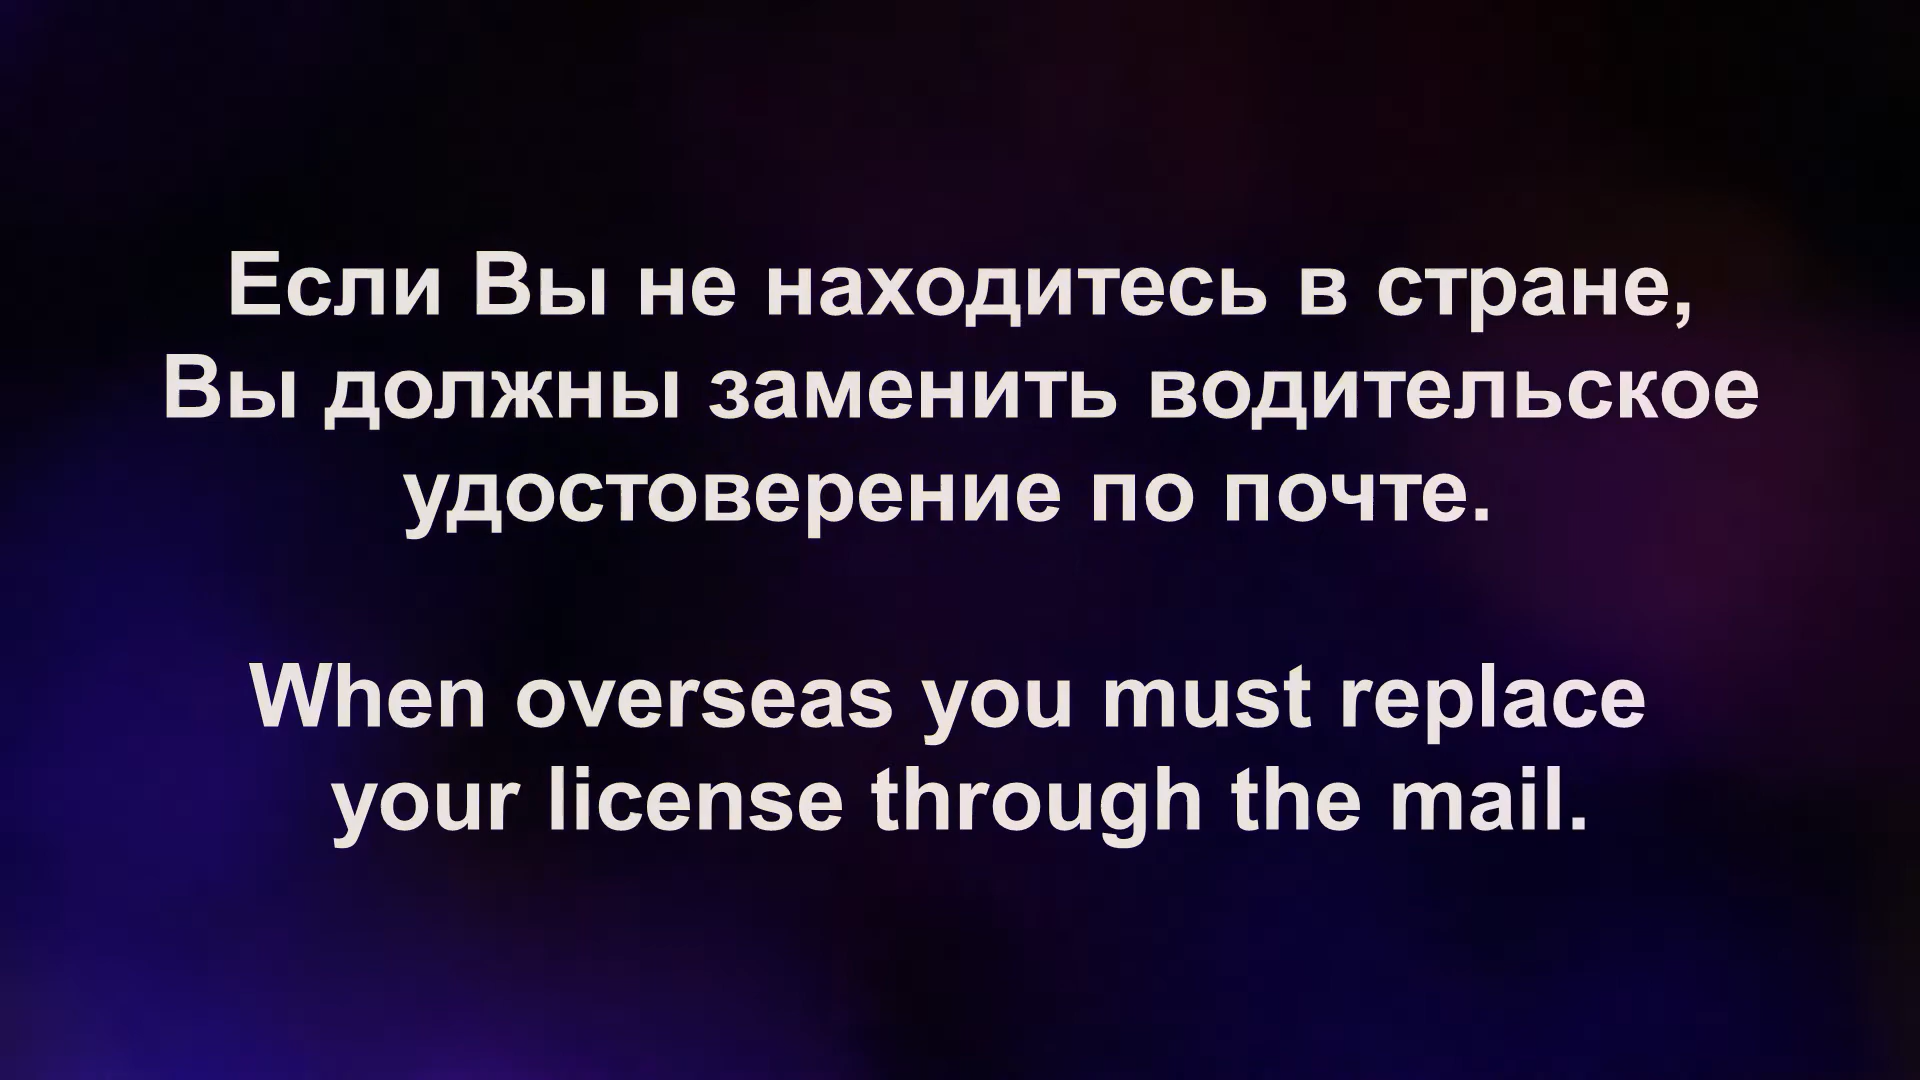 Если Вы не находитесь в стране,
Вы должны заменить водительское
удостоверение по почте.
When overseas you must replace
your license through the mail.